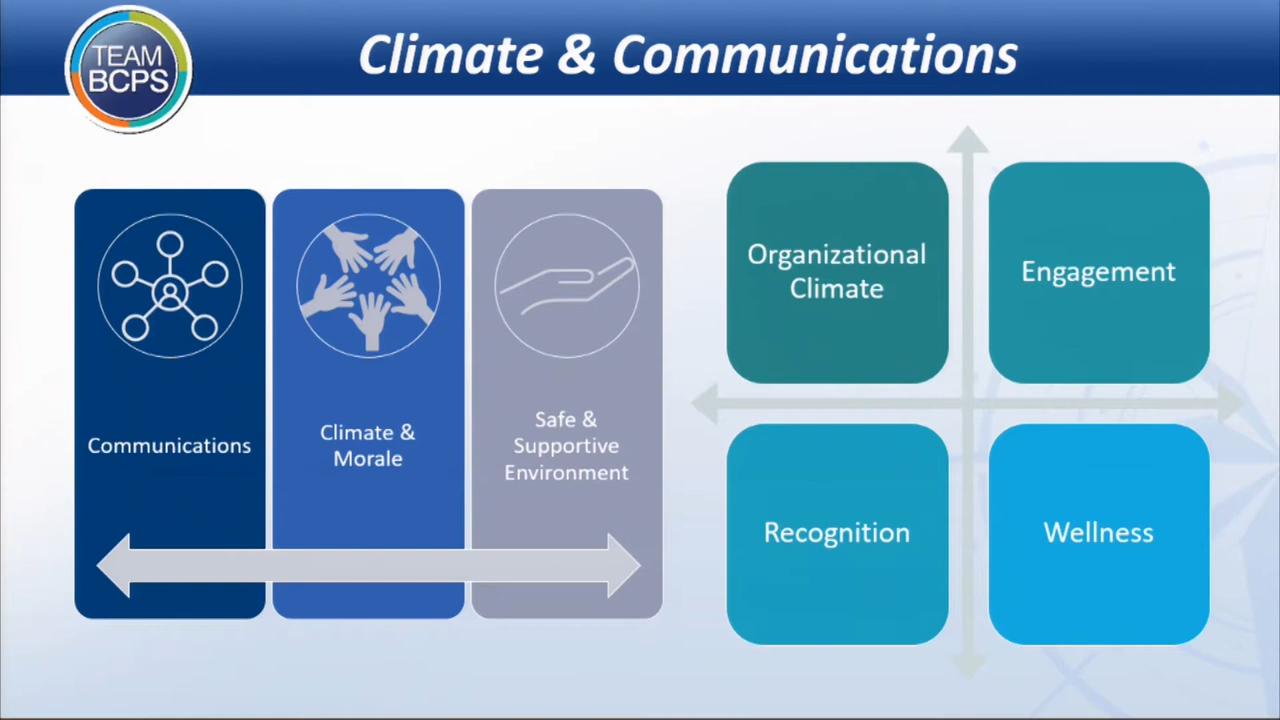 TEAM
BCPS
Climate & Communications
Communications
Climate &
Morale
Safe &
Supportive
Environment
Organizational
Climate
Engagement
Recognition
Wellness